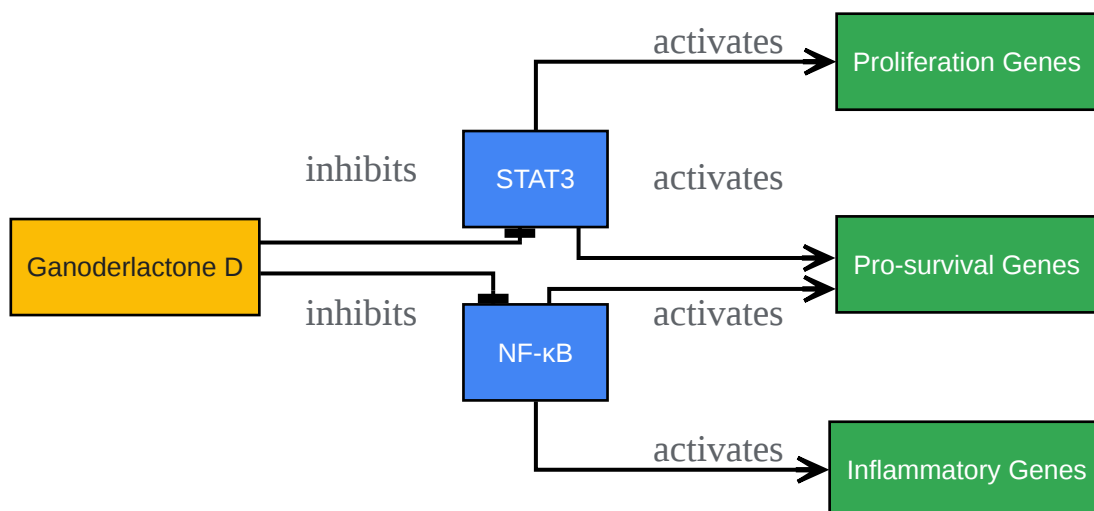 activates
Proliferation Genes
inhibits
STAT3
activates
Ganoderlactone D
Pro-survival Genes
inhibits
activates
NF-κB
activates
Inflammatory Genes